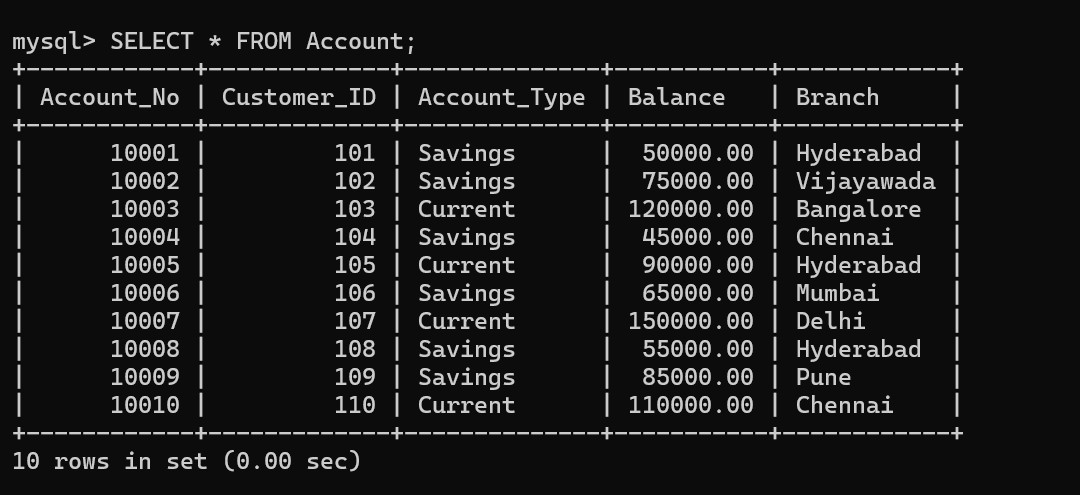 mysql> SELECT * FROM Account;
+------------+-------------+--------------+-----------+------------+
| Account_No | Customer_ID | Account_Type | Balance   | Branch     |
+------------+-------------+--------------+-----------+------------+
|      10001 |         101 | Savings      |  50000.00 | Hyderabad  |
|      10002 |         102 | Savings      |  75000.00 | Vijayawada |
|      10003 |         103 | Current      | 120000.00 | Bangalore  |
|      10004 |         104 | Savings      |  45000.00 | Chennai    |
|      10005 |         105 | Current      |  90000.00 | Hyderabad  |
|      10006 |         106 | Savings      |  65000.00 | Mumbai     |
|      10007 |         107 | Current      | 150000.00 | Delhi      |
|      10008 |         108 | Savings      |  55000.00 | Hyderabad  |
|      10009 |         109 | Savings      |  85000.00 | Pune       |
|      10010 |         110 | Current      | 110000.00 | Chennai    |
+------------+-------------+--------------+-----------+------------+
10 rows in set (0.00 sec)